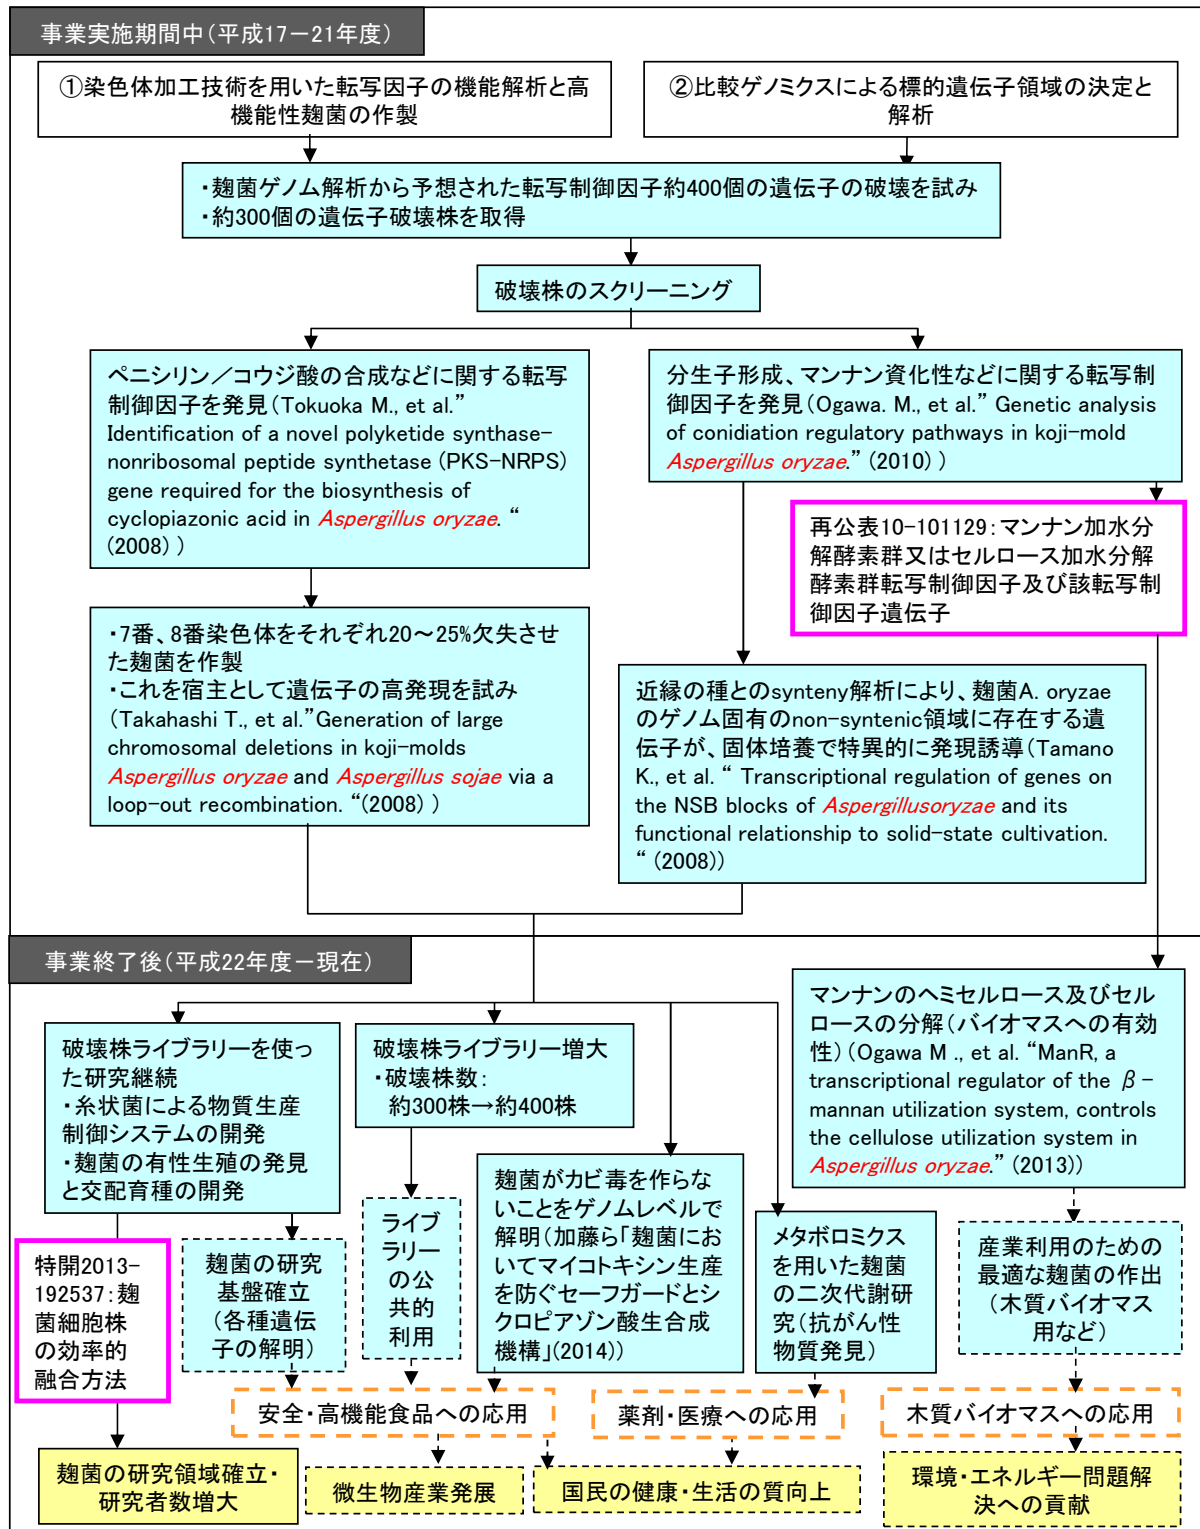 事業実施期間中(平成17－21年度)
①染色体加工技術を用いた転写因子の機能解析と高
機能性麹菌の作製
②比較ゲノミクスによる標的遺伝子領域の決定と
解析
・麹菌ゲノム解析から予想された転写制御因子約400個の遺伝子の破壊を試み
・約300個の遺伝子破壊株を取得
破壊株のスクリーニング
ペニシリン／コウジ酸の合成などに関する転写
制御因子を発見(Tokuoka M., et al.”
Identification of a novel polyketide synthase-
nonribosomal peptide synthetase (PKS-NRPS)
gene required for the biosynthesis of
cyclopiazonic acid in Aspergillus oryzae. “
(2008) )
分生子形成、マンナン資化性などに関する転写制
御因子を発見(Ogawa. M., et al.” Genetic analysis
of conidiation regulatory pathways in koji-mold
Aspergillus oryzae.” (2010) )
再公表10-101129：マンナン加水分
解酵素群又はセルロース加水分解
酵素群転写制御因子及び該転写制
御因子遺伝子
・7番、8番染色体をそれぞれ20～25%欠失させ
た麹菌を作製
・これを宿主として遺伝子の高発現を試み
(Takahashi T., et al.”Generation of large
chromosomal deletions in koji-molds
Aspergillus oryzae and Aspergillus sojae via a
loop-out recombination. “(2008) )
近縁の種とのsynteny解析により、麹菌A. oryzae
のゲノム固有のnon-syntenic領域に存在する遺
伝子が、固体培養で特異的に発現誘導(Tamano
K., et al. “ Transcriptional regulation of genes on
the NSB blocks of Aspergillusoryzae and its
functional relationship to solid-state cultivation.
“ (2008))
事業終了後(平成22年度－現在)
破壊株ライブラリーを使っ
た研究継続
・糸状菌による物質生産
制御システムの開発
・麹菌の有性生殖の発見
と交配育種の開発
破壊株ライブラリー増大
・破壊株数：
約300株→約400株
マンナンのヘミセルロース及びセル
ロースの分解(バイオマスへの有効
性) (Ogawa M ., et al. “ManR, a
transcriptional regulator of the β-
mannan utilization system, controls
the cellulose utilization system in
Aspergillus oryzae.” (2013))
特開2013-
192537：麹
菌細胞株
の効率的
融合方法
麹菌の研究
基盤確立
(各種遺伝
子の解明)
ライブ
ラリー
の公
共的
利用
麹菌がカビ毒を作らな
いことをゲノムレベルで
解明(加藤ら「麹菌にお
いてマイコトキシン生産
を防ぐセーフガードとシ
クロピアゾン酸生合成
機構」(2014))
メタボロミクス
を用いた麹菌
の二次代謝研
究(抗がん性
物質発見)
産業利用のための
最適な麹菌の作出
(木質バイオマス
用など)
安全・高機能食品への応用
薬剤・医療への応用
木質バイオマスへの応用
麹菌の研究領域確立・
研究者数増大
微生物産業発展
国民の健康・生活の質向上
環境・エネルギー問題解
決への貢献